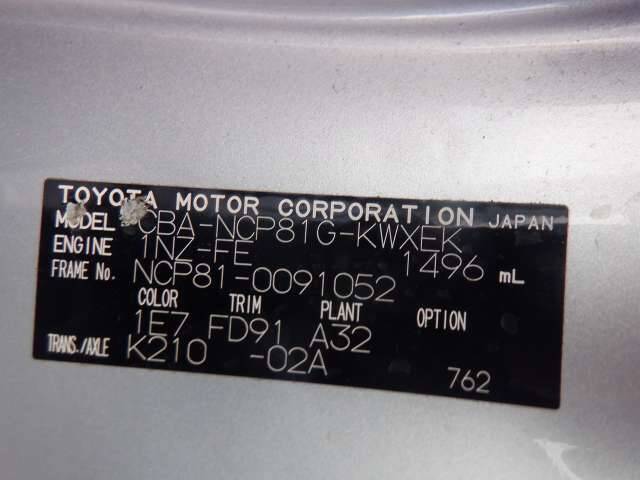 TOYOTA MOTOR CORPORATION JAPAN
MODEL CBA-NCP81G-KWXEK
ENGINE 1NZ-FE 1496 mL
FRAME No. NCP81-0091052
COLOR TRIM PLANT OPTION
1E7 FD91 A32
TRANS./AXLE K210 -02A
762